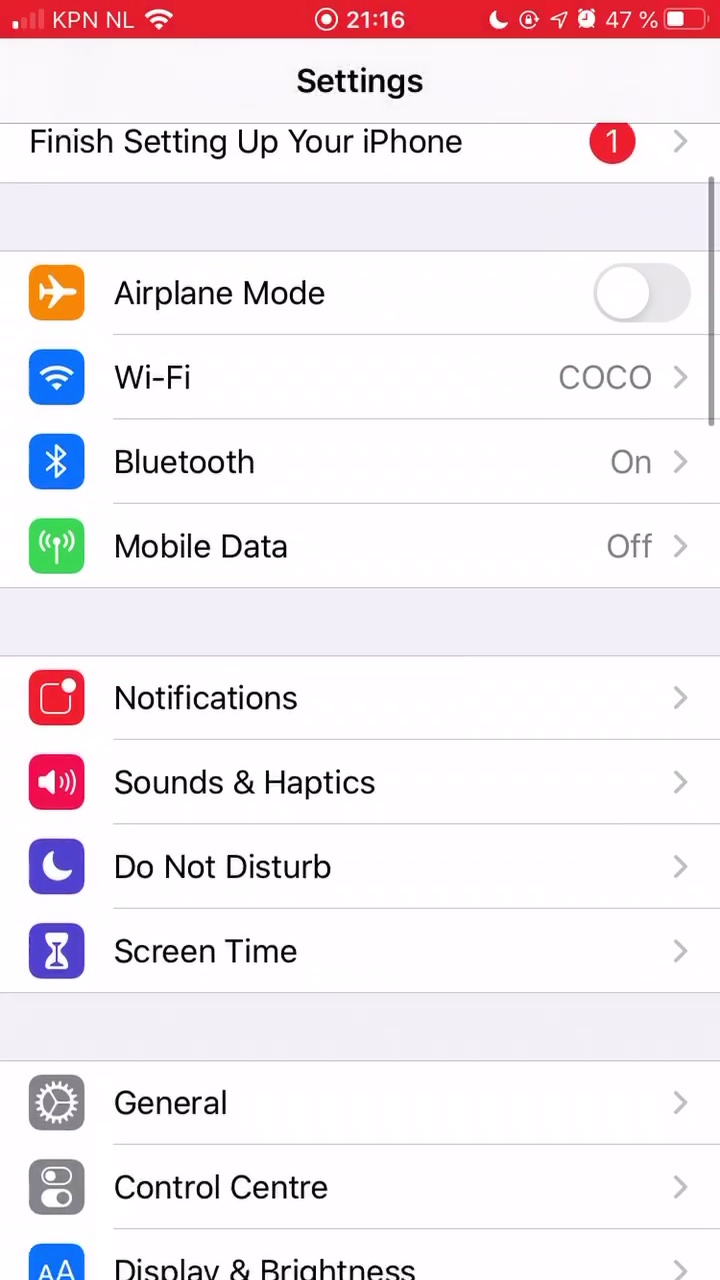 KPN NL 21:16 47 %
Settings
Finish Setting Up Your iPhone 1
Airplane Mode
Wi-Fi COCO
Bluetooth On
Mobile Data Off
Notifications
Sounds & Haptics
Do Not Disturb
Screen Time
General
Control Centre
AA Display & Brightness